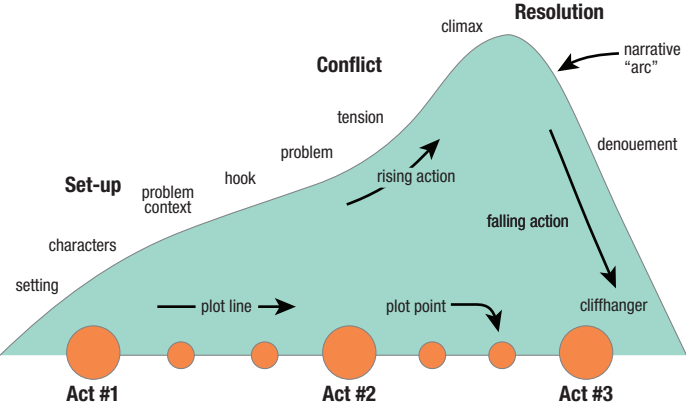 Resolution
climax
narrative
"arc"
Conflict
tension
denouement
problem
rising action
hook
Set-up
problem
context
falling action
characters
setting
plot line
plot point
cliffhanger
Act #1
Act #2
Act #3